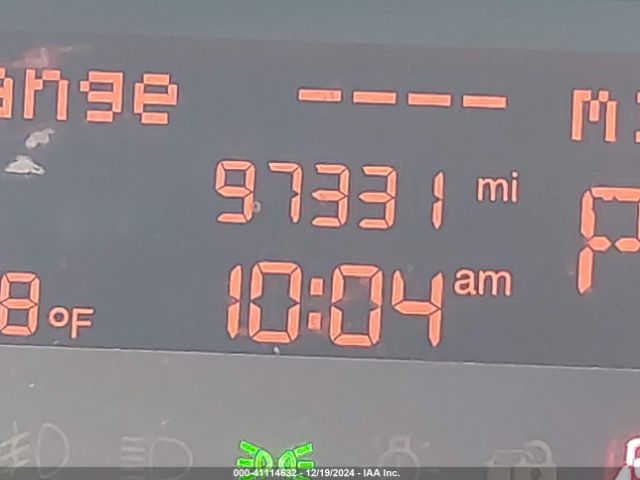 ange ---- mi
97331 mi
P
8°F 10:04 am
000-41114632 - 12/19/2024 - IAA Inc.